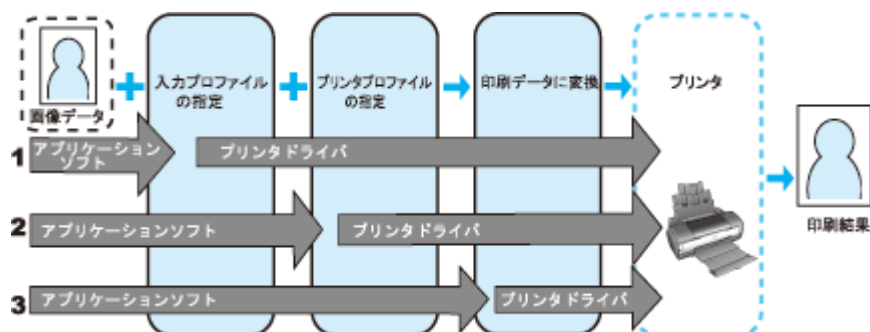 画像データ
入力プロファイル
の指定
プリンタプロファイル
の指定
印刷データに変換
プリンタ
1
アプリケーション
ソフト
プリンタドライバ
2
アプリケーションソフト
プリンタドライバ
3
アプリケーションソフト
プリンタドライバ
印刷結果